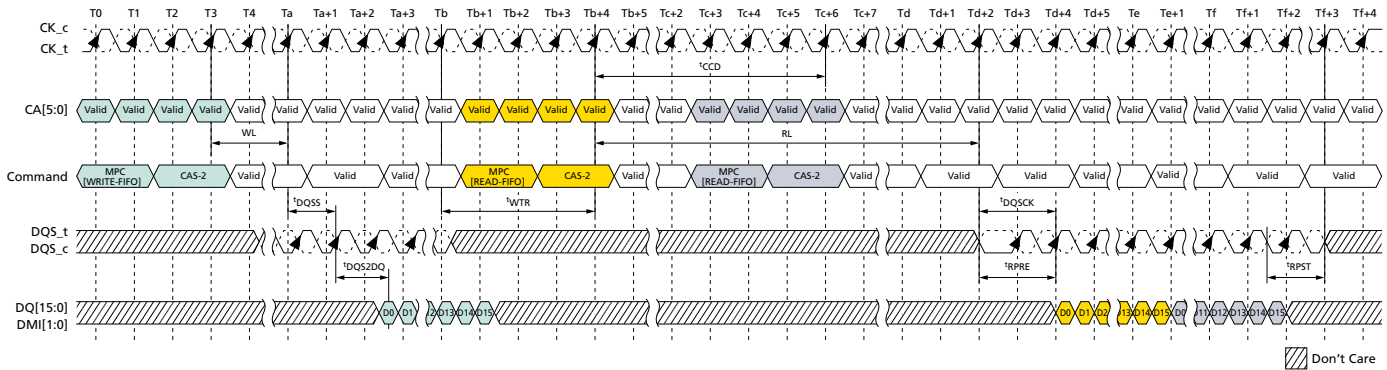 T0 T1 T2 T3 Ta Ta+1 Ta+2 Ta+3 Tb Tb+1 Tb+2 Tb+3 Tb+4 Tb+5 Tc+2 Tc+3 Tc+4 Tc+5 Tc+6 Tc+7 Td Td+1 Td+2 Td+3 Td+4 Td+5 Te Te+1 Tf Tf+1 Tf+2 Tf+3 Tf+4
CK_c
CK_t
tCCD
CA[5:0] Valid Valid Valid Valid Valid Valid Valid Valid Valid Valid Valid Valid Valid Valid Valid Valid Valid Valid Valid Valid Valid Valid Valid Valid Valid Valid Valid Valid Valid Valid Valid Valid Valid
WL RL
Command MPC [WRITE-FIFO] CAS-2 Valid Valid Valid MPC [READ-FIFO] CAS-2 Valid MPC [READ-FIFO] CAS-2 Valid Valid Valid Valid Valid Valid
tDQSS tWTR tDQSCK
DQS_t
DQS_c
tDQS2DQ tRPRE tRPST
DQ[15:0] D0 D1 D13 D14 D15 D0 D1 D2 D13 D14 D15 D0 D11 D12 D13 D14 D15
DMI[1:0]
Don't Care